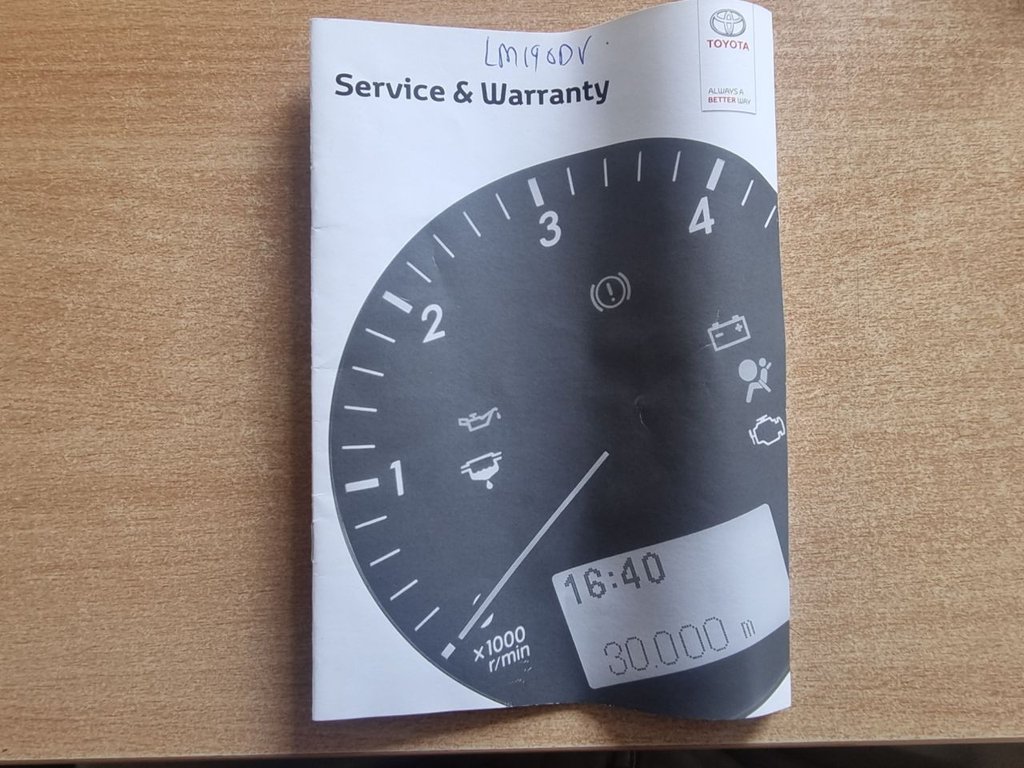 TOYOTA
ALWAYS A
BETTER WAY
LM19ODV
Service & Warranty
3
4
2
1
16:40
30.000 m
x1000
r/min